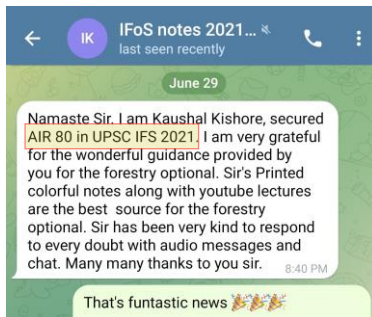 IK
IFoS notes 2021...
last seen recently
June 29
Namaste Sir. I am Kaushal Kishore, secured
AIR 80 in UPSC IFS 2021. I am very grateful
for the wonderful guidance provided by
you for the forestry optional. Sir's Printed
colorful notes along with youtube lectures
are the best source for the forestry
optional. Sir has been very kind to respond
to every doubt with audio messages and
chat. Many many thanks to you sir.
8:40 PM
That's funtastic news 🎉🎉🎉